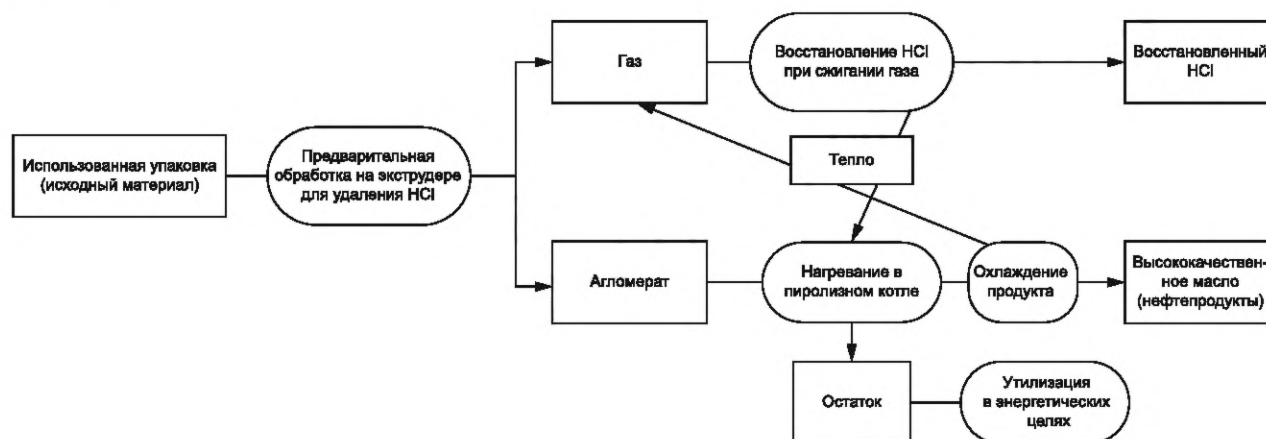 Газ
Восстановление HCl
при сжигании газа
Восстановленный
HCl
Использованная упаковка
(исходный материал)
Предварительная
обработка на экструдере
для удаления HCl
Тепло
Агломерат
Нагревание в
пиролизном котле
Охлаждение
продукта
Высококачествен-
ное масло
(нефтепродукты)
Остаток
Утилизация
в энергетических
целях